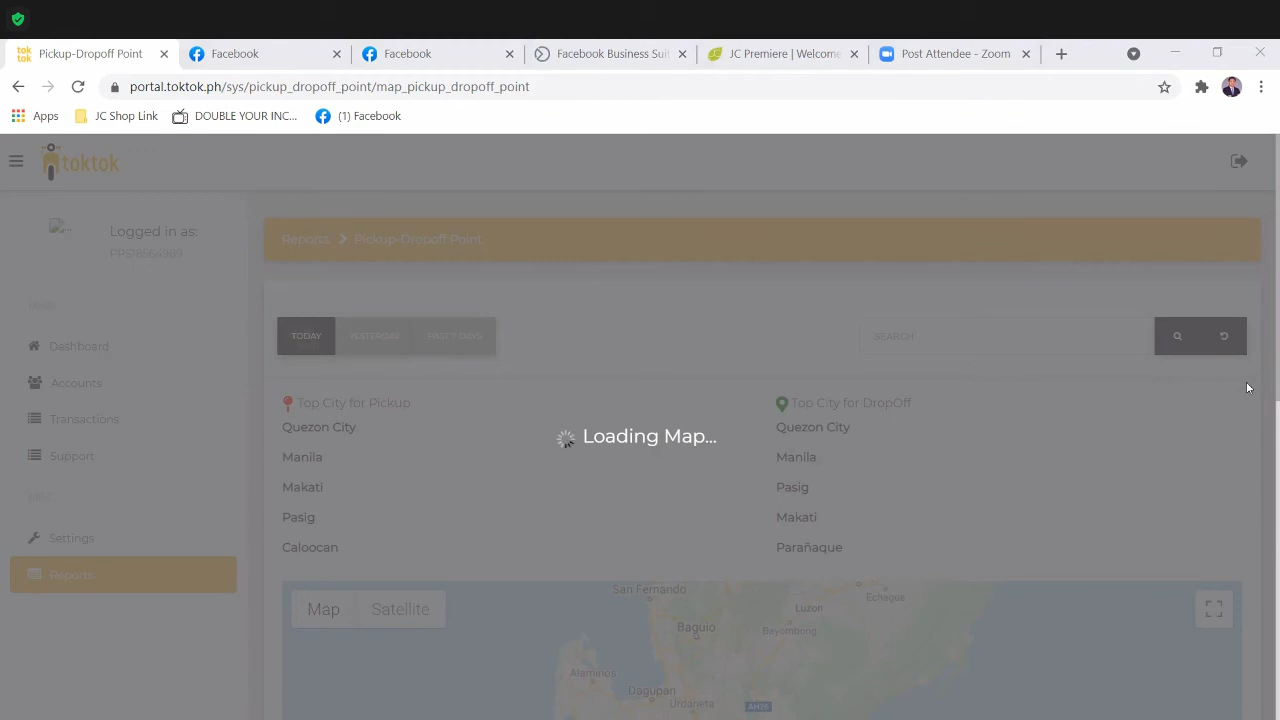 Pickup-Dropoff Point
Facebook
Facebook
Facebook Business Suit
JC Premiere | Welcome
Post Attendee - Zoom
portal.toktok.ph/sys/pickup_dropoff_point/map_pickup_dropoff_point
Apps
JC Shop Link
DOUBLE YOUR INC...
(1) Facebook
toktok
Logged in as:
Reports
Pickup-Dropoff Point
TODAY
YESTERDAY
PAST 7 DAYS
SEARCH
Dashboard
Accounts
Transactions
Support
Settings
Reports
Top City for Pickup
Quezon City
Manila
Makati
Pasig
Caloocan
Top City for DropOff
Quezon City
Manila
Pasig
Makati
Parañaque
Loading Map...
Map
Satellite
San Fernando
Luzon
Echague
Baguio
Bayombong
Alaminos
Dagupan
Urdaneta
AH26